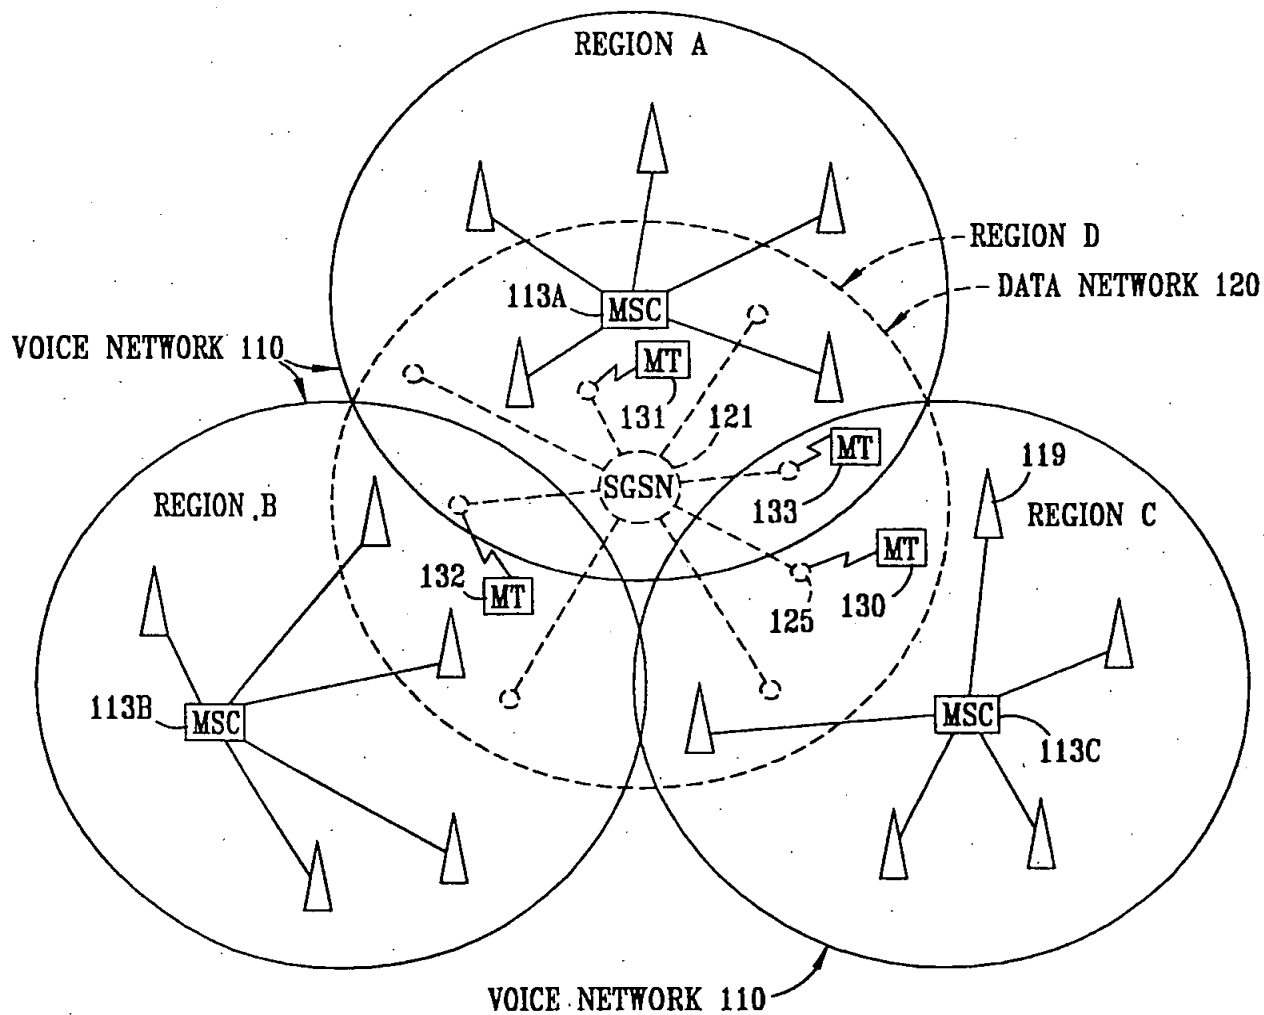 REGION A
REGION D
DATA NETWORK 120
113A
MSC
VOICE NETWORK 110
MT
131
121
MT
119
SGSN
133
REGION B
REGION C
MT
132
MT
125
130
113B
MSC
MSC
113C
VOICE NETWORK 110